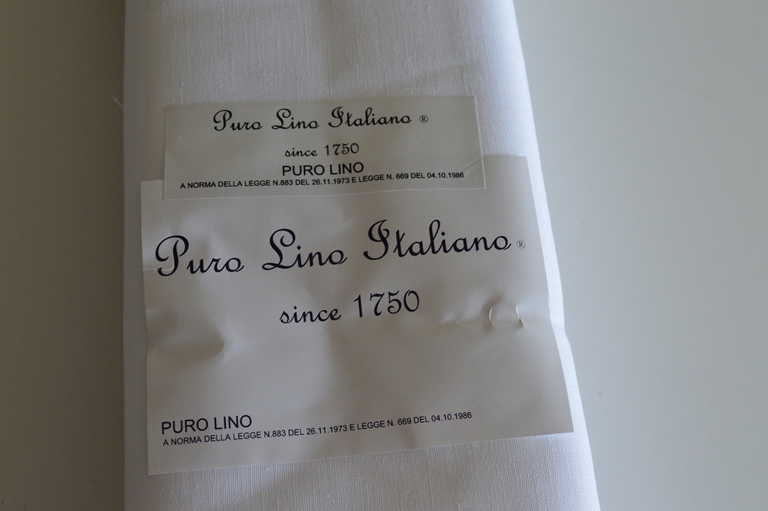 Puro Lino Italiano ®
since 1750
PURO LINO
A NORMA DELLA LEGGE N.883 DEL 26.11.1973 E LEGGE N. 669 DEL 04.10.1986
Puro Lino Italiano ®
since 1750
PURO LINO
A NORMA DELLA LEGGE N.883 DEL 26.11.1973 E LEGGE N. 669 DEL 04.10.1986